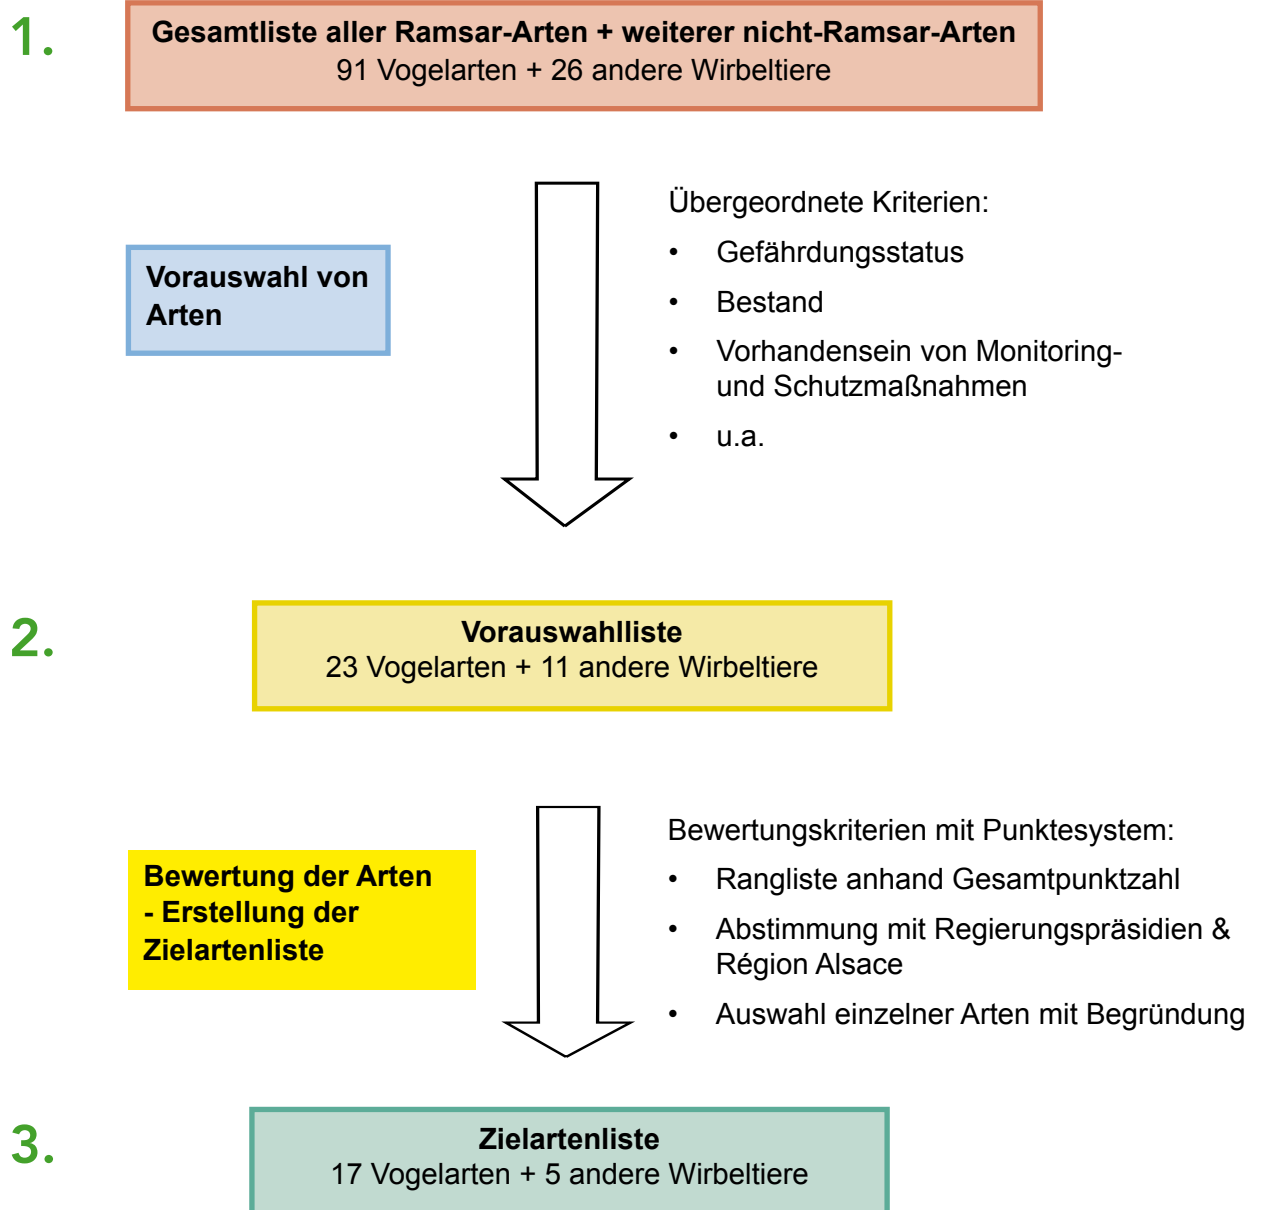 1.
Gesamtliste aller Ramsar-Arten + weiterer nicht-Ramsar-Arten
91 Vogelarten + 26 andere Wirbeltiere
Vorauswahl von
Arten
Übergeordnete Kriterien:
• Gefährdungsstatus
• Bestand
• Vorhandensein von Monitoring-
und Schutzmaßnahmen
• u.a.
2.
Vorauswahlliste
23 Vogelarten + 11 andere Wirbeltiere
Bewertung der Arten
- Erstellung der
Zielartenliste
Bewertungskriterien mit Punktesystem:
• Rangliste anhand Gesamtpunktzahl
• Abstimmung mit Regierungspräsidien &
Région Alsace
• Auswahl einzelner Arten mit Begründung
3.
Zielartenliste
17 Vogelarten + 5 andere Wirbeltiere